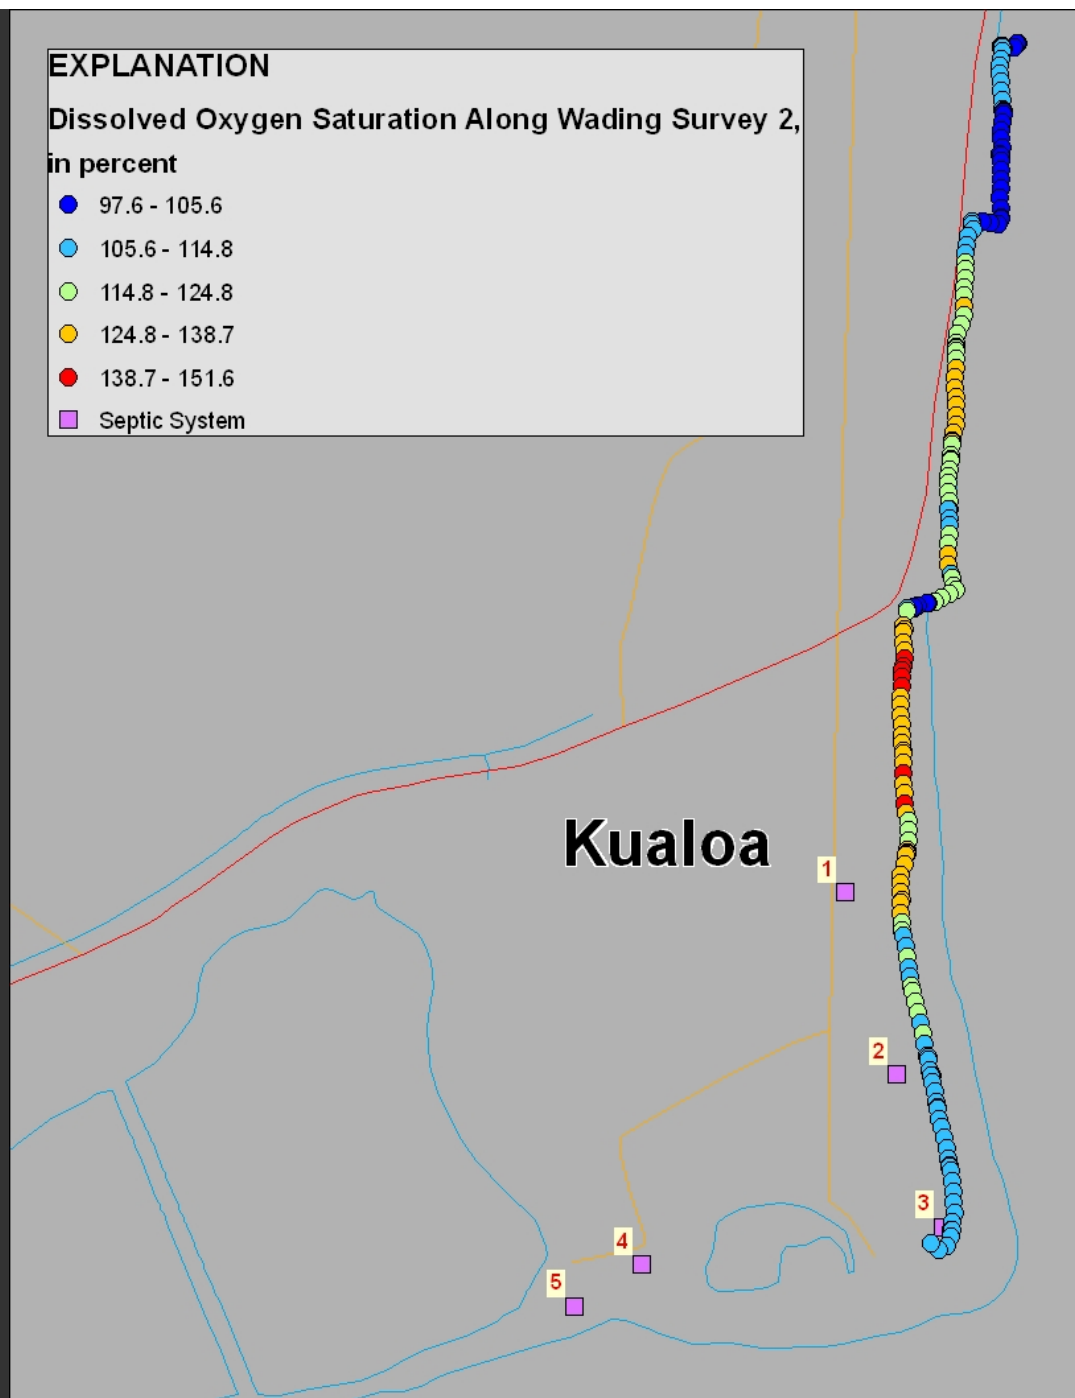 EXPLANATION
Dissolved Oxygen Saturation Along Wading Survey 2,
in percent
97.6 - 105.6
105.6 - 114.8
114.8 - 124.8
124.8 - 138.7
138.7 - 151.6
Septic System
Kualoa
1
2
3
4
5